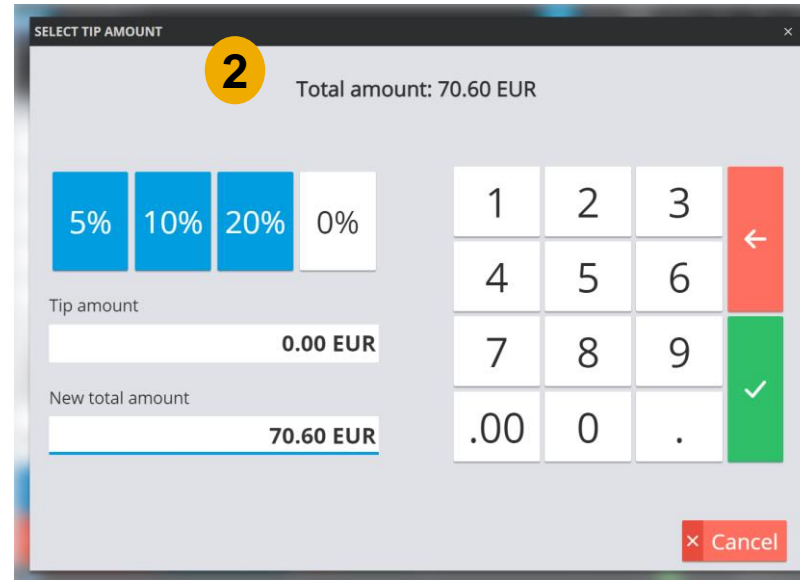 SELECT TIP AMOUNT ×
2
Total amount: 70.60 EUR
5% 10% 20% 0%
Tip amount
0.00 EUR
New total amount
70.60 EUR
1 2 3
4 5 6
7 8 9
.00 0 .
× Cancel